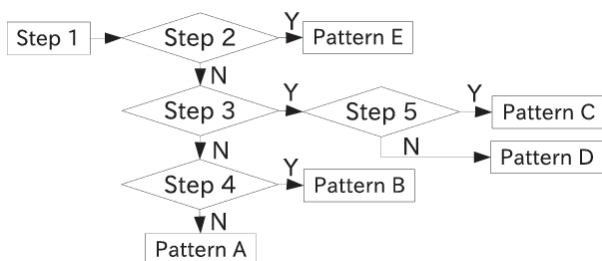 Step 1
Step 2
Y
Pattern E
N
Step 3
Y
Step 5
Y
Pattern C
N
Pattern D
N
Step 4
Y
Pattern B
N
Pattern A